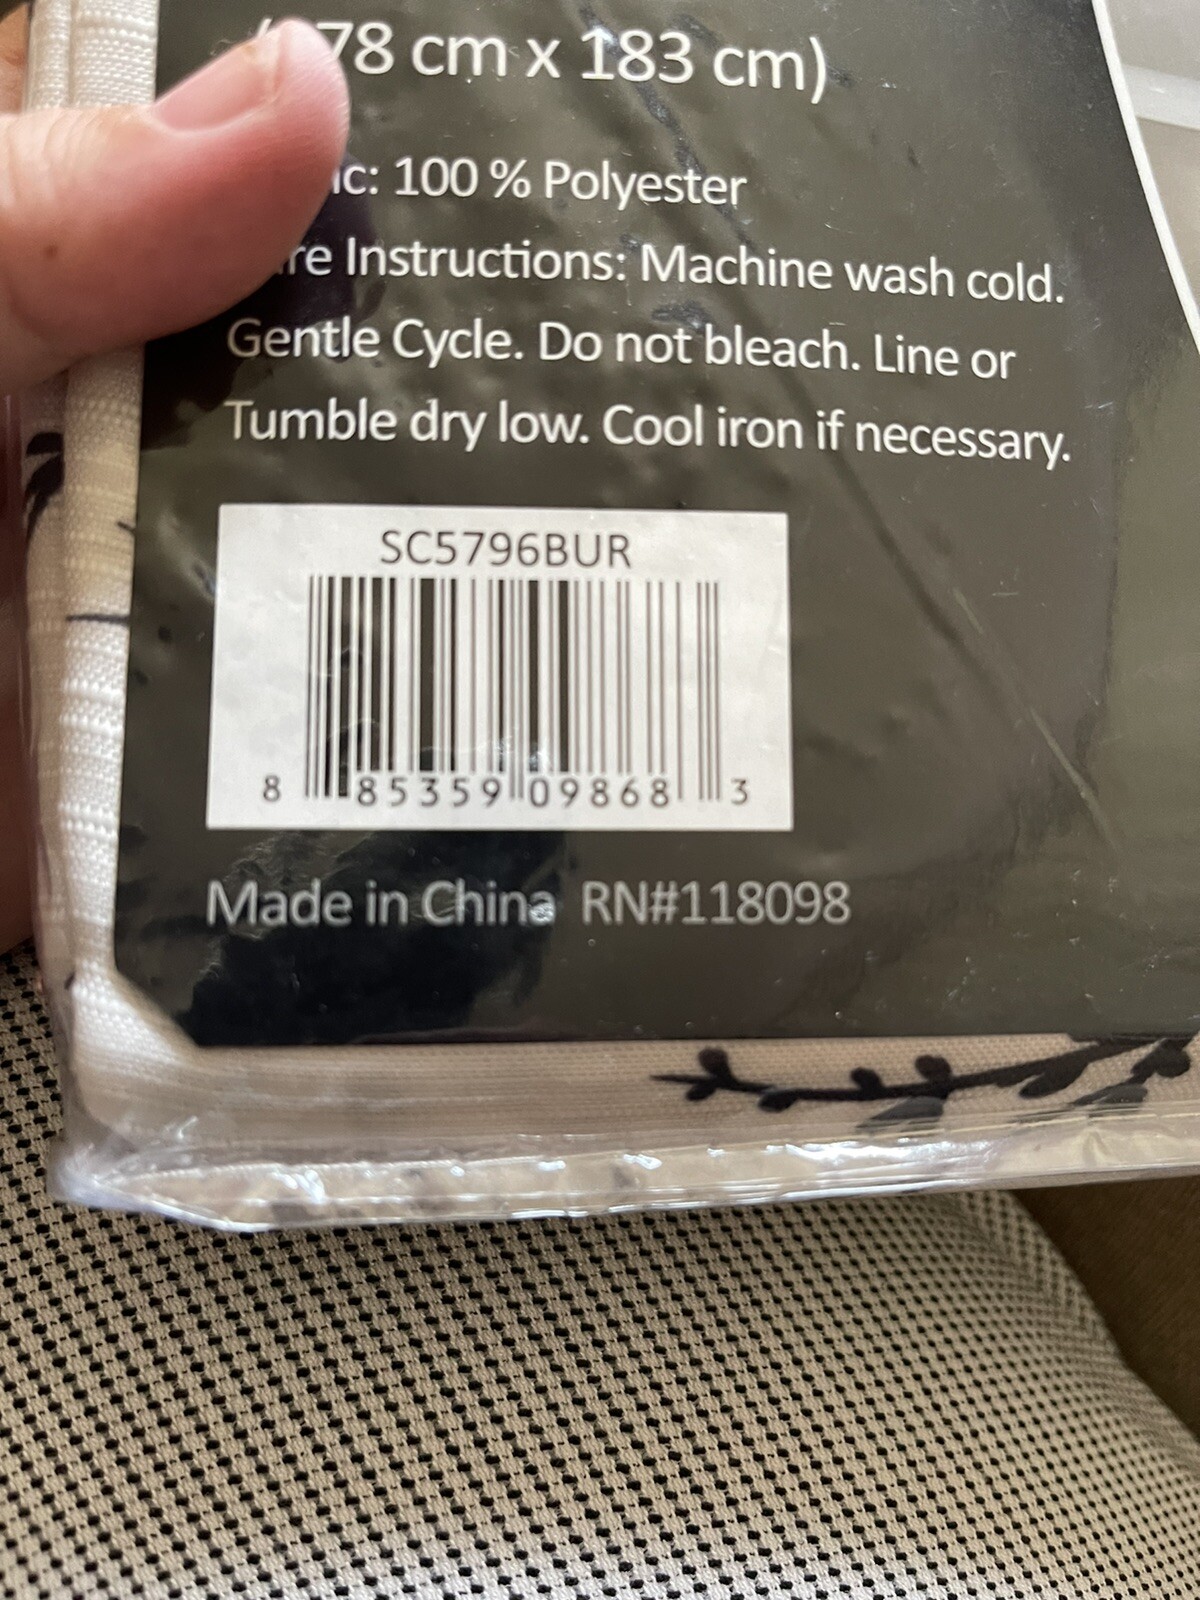 78 cm x 183 cm)
ic: 100 % Polyester
re Instructions: Machine wash cold.
Gentle Cycle. Do not bleach. Line or
Tumble dry low. Cool iron if necessary.
SC5796BUR
8 85359 09868 3
Made in China RN#118098